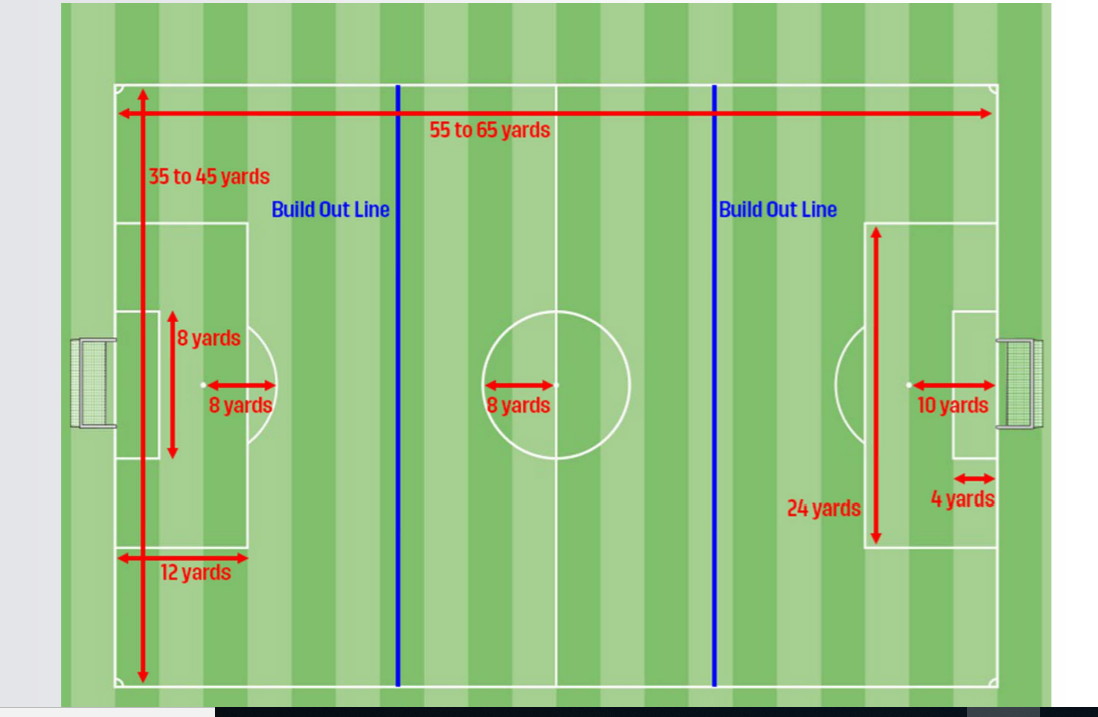 55 to 65 yards
35 to 45 yards
Build Out Line
Build Out Line
8 yards
8 yards
8 yards
10 yards
4 yards
24 yards
12 yards